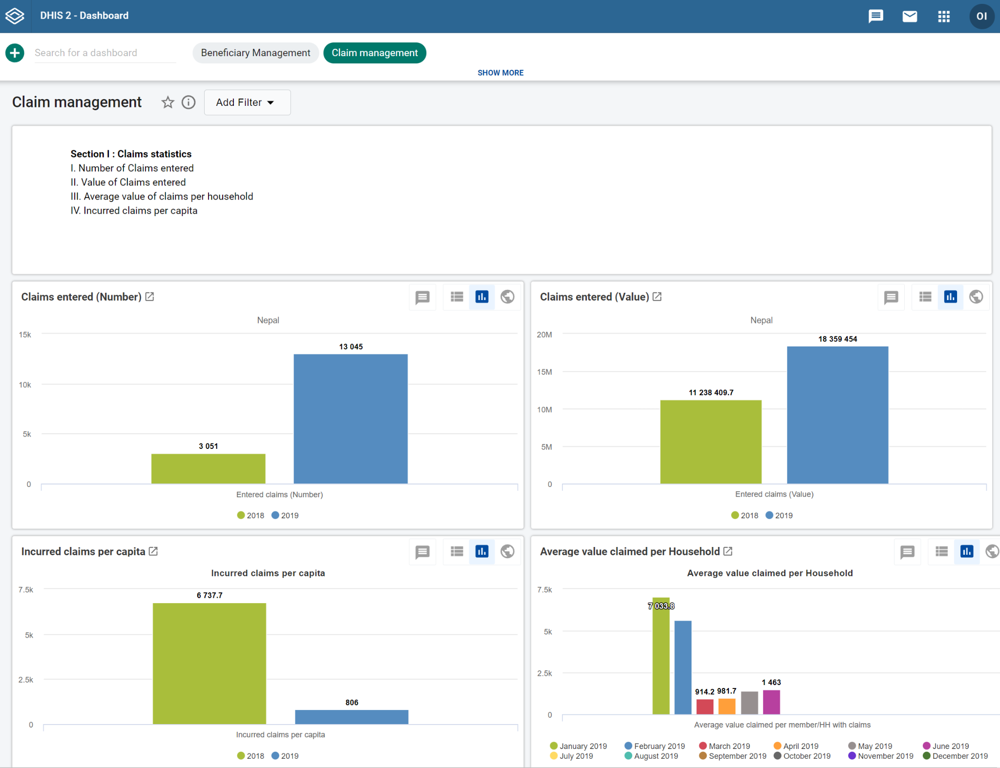 DHIS 2 - Dashboard
OI
Search for a dashboard
Beneficiary Management
Claim management
SHOW MORE
Claim management
Add Filter
Section I : Claims statistics
I. Number of Claims entered
II. Value of Claims entered
III. Average value of claims per household
IV. Incurred claims per capita
Claims entered (Number)
Nepal
15k
10k
5k
0
13 045
3 051
Entered claims (Number)
2018 2019
Claims entered (Value)
Nepal
20M
15M
10M
5M
0
18 359 454
11 238 409.7
Entered claims (Value)
2018 2019
Incurred claims per capita
Incurred claims per capita
7.5k
5k
2.5k
0
6 737.7
806
Incurred claims per capita
2018 2019
Average value claimed per Household
Average value claimed per Household
7.5k
5k
2.5k
0
7 033.8
914.2 981.7
1 463
Average value claimed per member/HH with claims
January 2019 February 2019 March 2019 April 2019 May 2019 June 2019
July 2019 August 2019 September 2019 October 2019 November 2019 December 2019